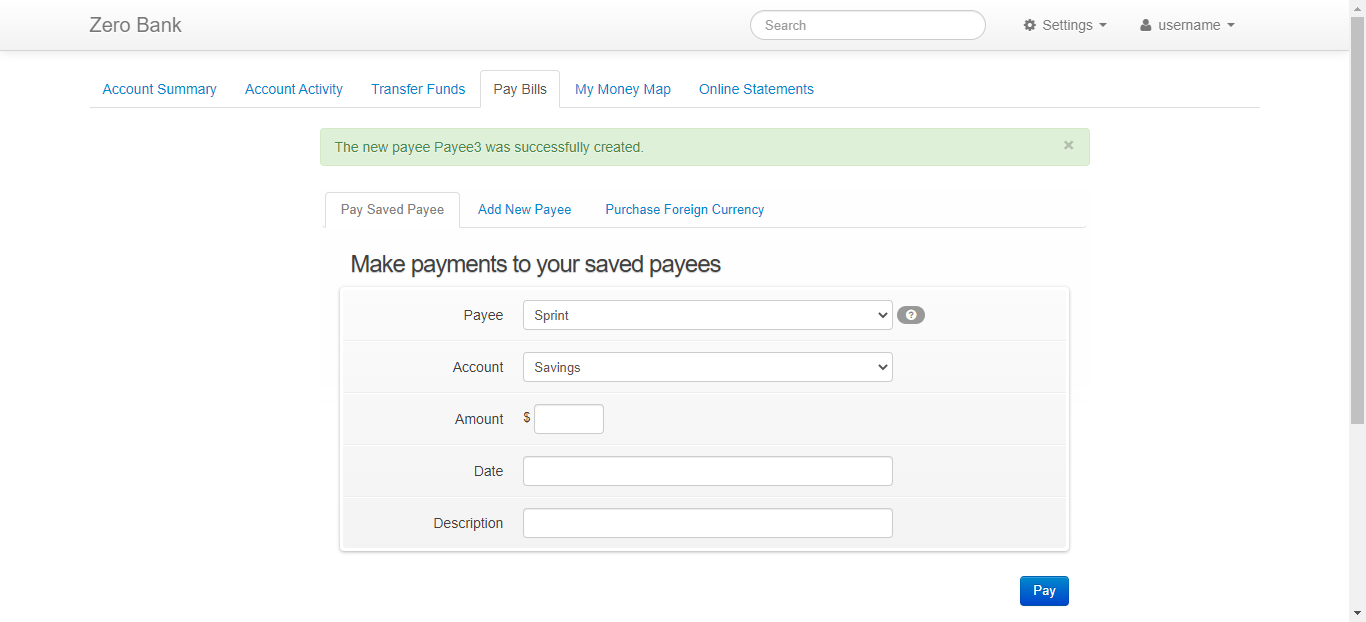 Zero Bank Search Settings username
Account Summary Account Activity Transfer Funds Pay Bills My Money Map Online Statements
The new payee Payee3 was successfully created. ×
Pay Saved Payee Add New Payee Purchase Foreign Currency
Make payments to your saved payees
Payee Sprint ?
Account Savings
Amount $
Date
Description
Pay